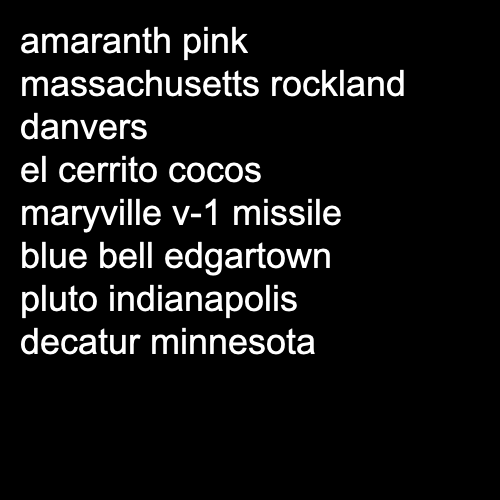 amaranth pink
massachusetts rockland
danvers
el cerrito cocos
maryville v-1 missile
blue bell edgartown
pluto indianapolis
decatur minnesota